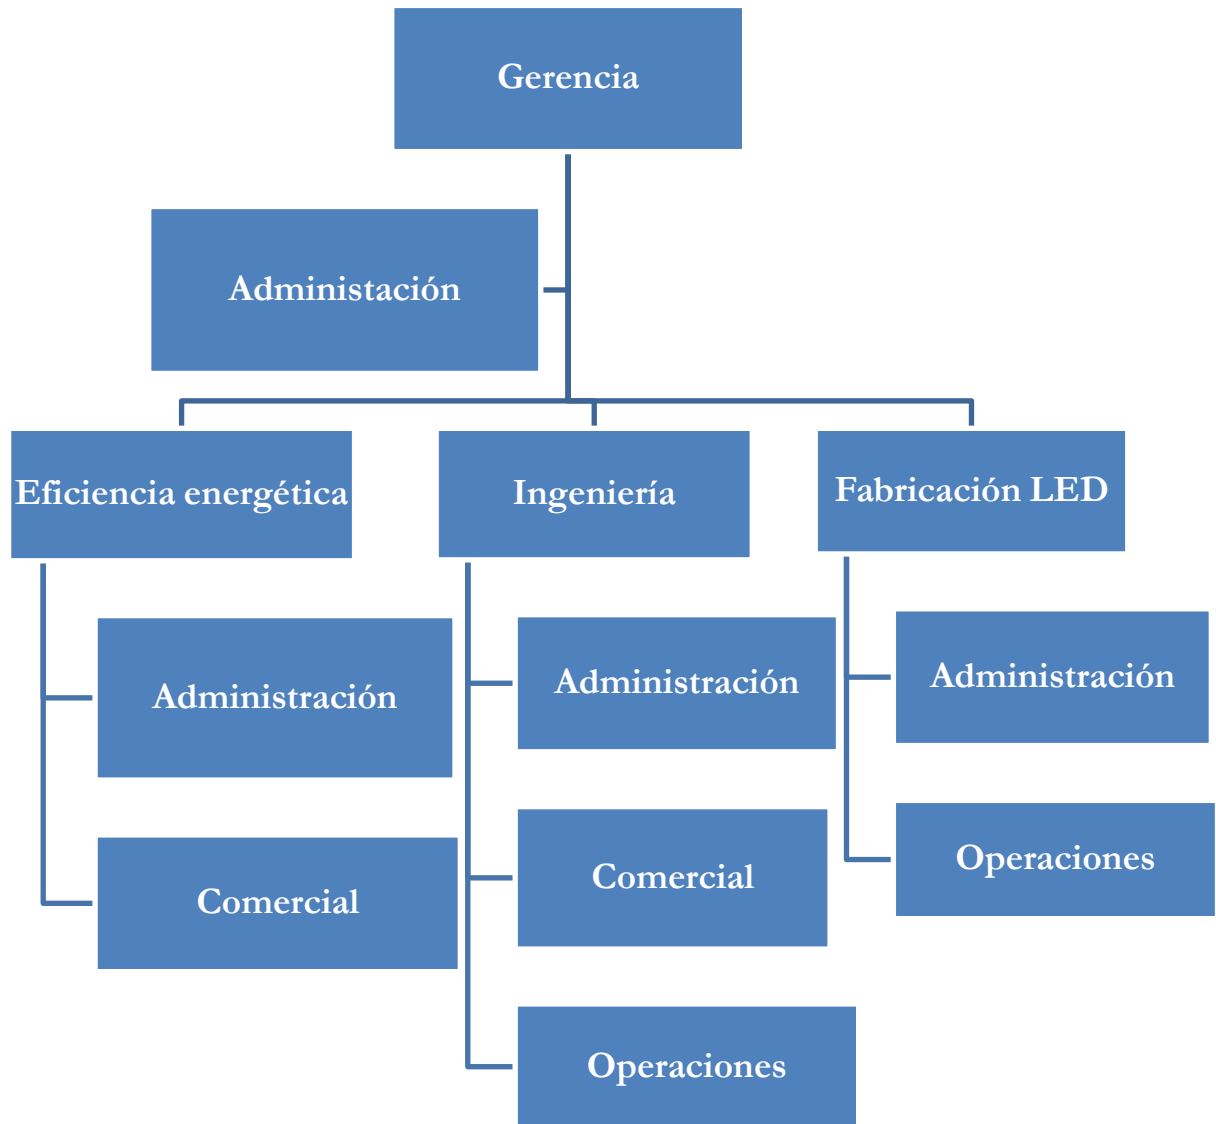 Gerencia
Administación
Eficiencia energética
Ingeniería
Fabricación LED
Administración
Comercial
Administración
Comercial
Operaciones
Administración
Operaciones